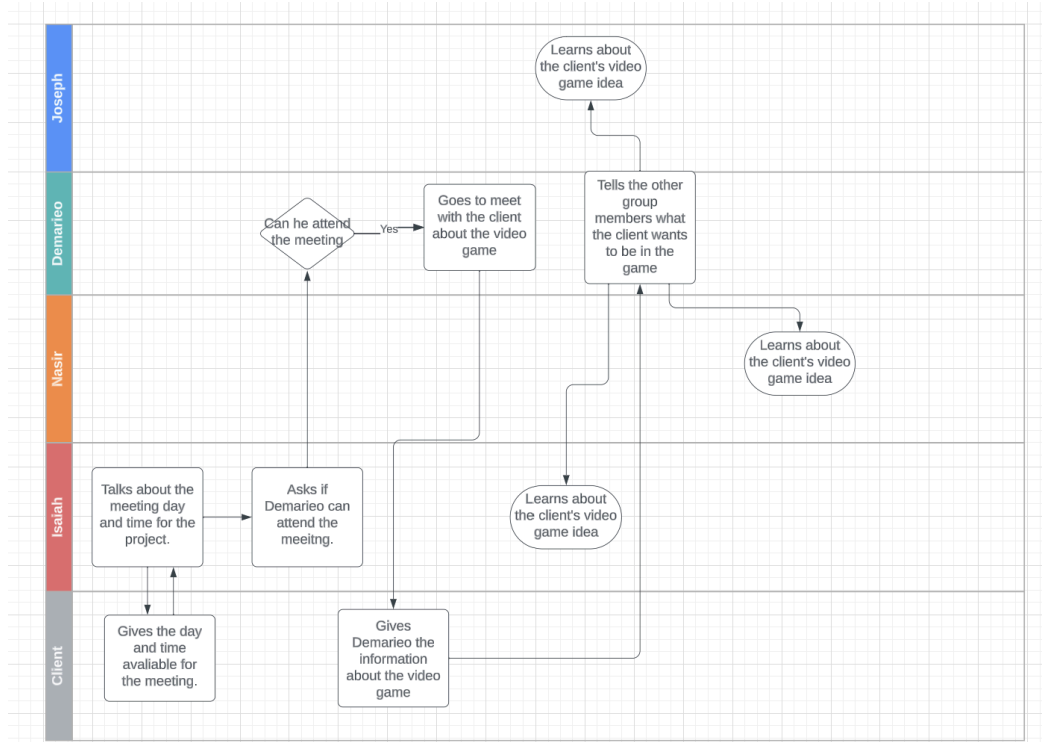 Joseph
Learns about
the client's video
game idea
Demarieo
Can he attend
the meeting
Yes
Goes to meet
with the client
about the video
game
Tells the other
group
members what
the client wants
to be in the
game
Nasir
Learns about
the client's video
game idea
Isaiah
Talks about the
meeting day
and time for the
project.
Asks if
Demarieo can
attend the
meeitng.
Learns about
the client's video
game idea
Client
Gives the day
and time
avaliable for
the meeting.
Gives
Demarieo the
information
about the video
game